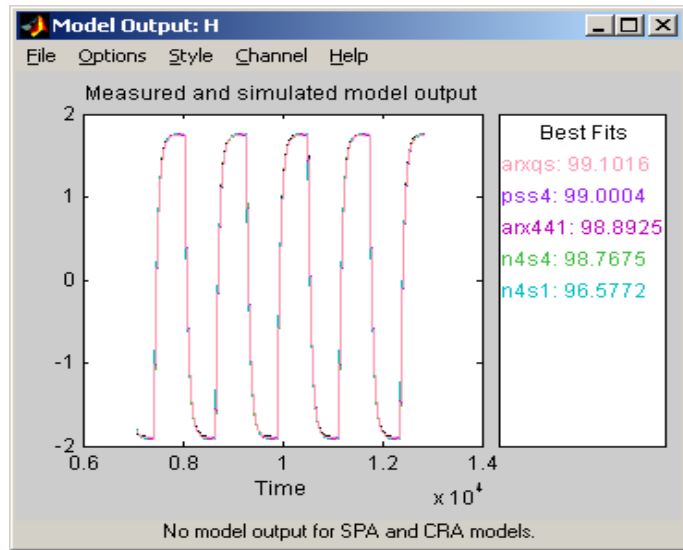 Model Output: H
File Options Style Channel Help
Measured and simulated model output
2
1
0
-1
-2
0.6 0.8 1 1.2 1.4
Time
x 10^4
Best Fits
arxqs: 99.1016
pss4: 99.0004
arx441: 98.8925
n4s4: 98.7675
n4s1: 96.5772
No model output for SPA and CRA models.